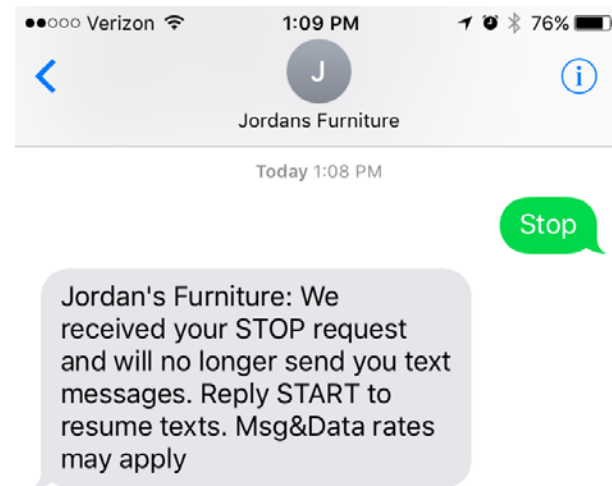 Verizon 1:09 PM 76%
J
Jordans Furniture
Today 1:08 PM
Stop
Jordan's Furniture: We
received your STOP request
and will no longer send you text
messages. Reply START to
resume texts. Msg&Data rates
may apply